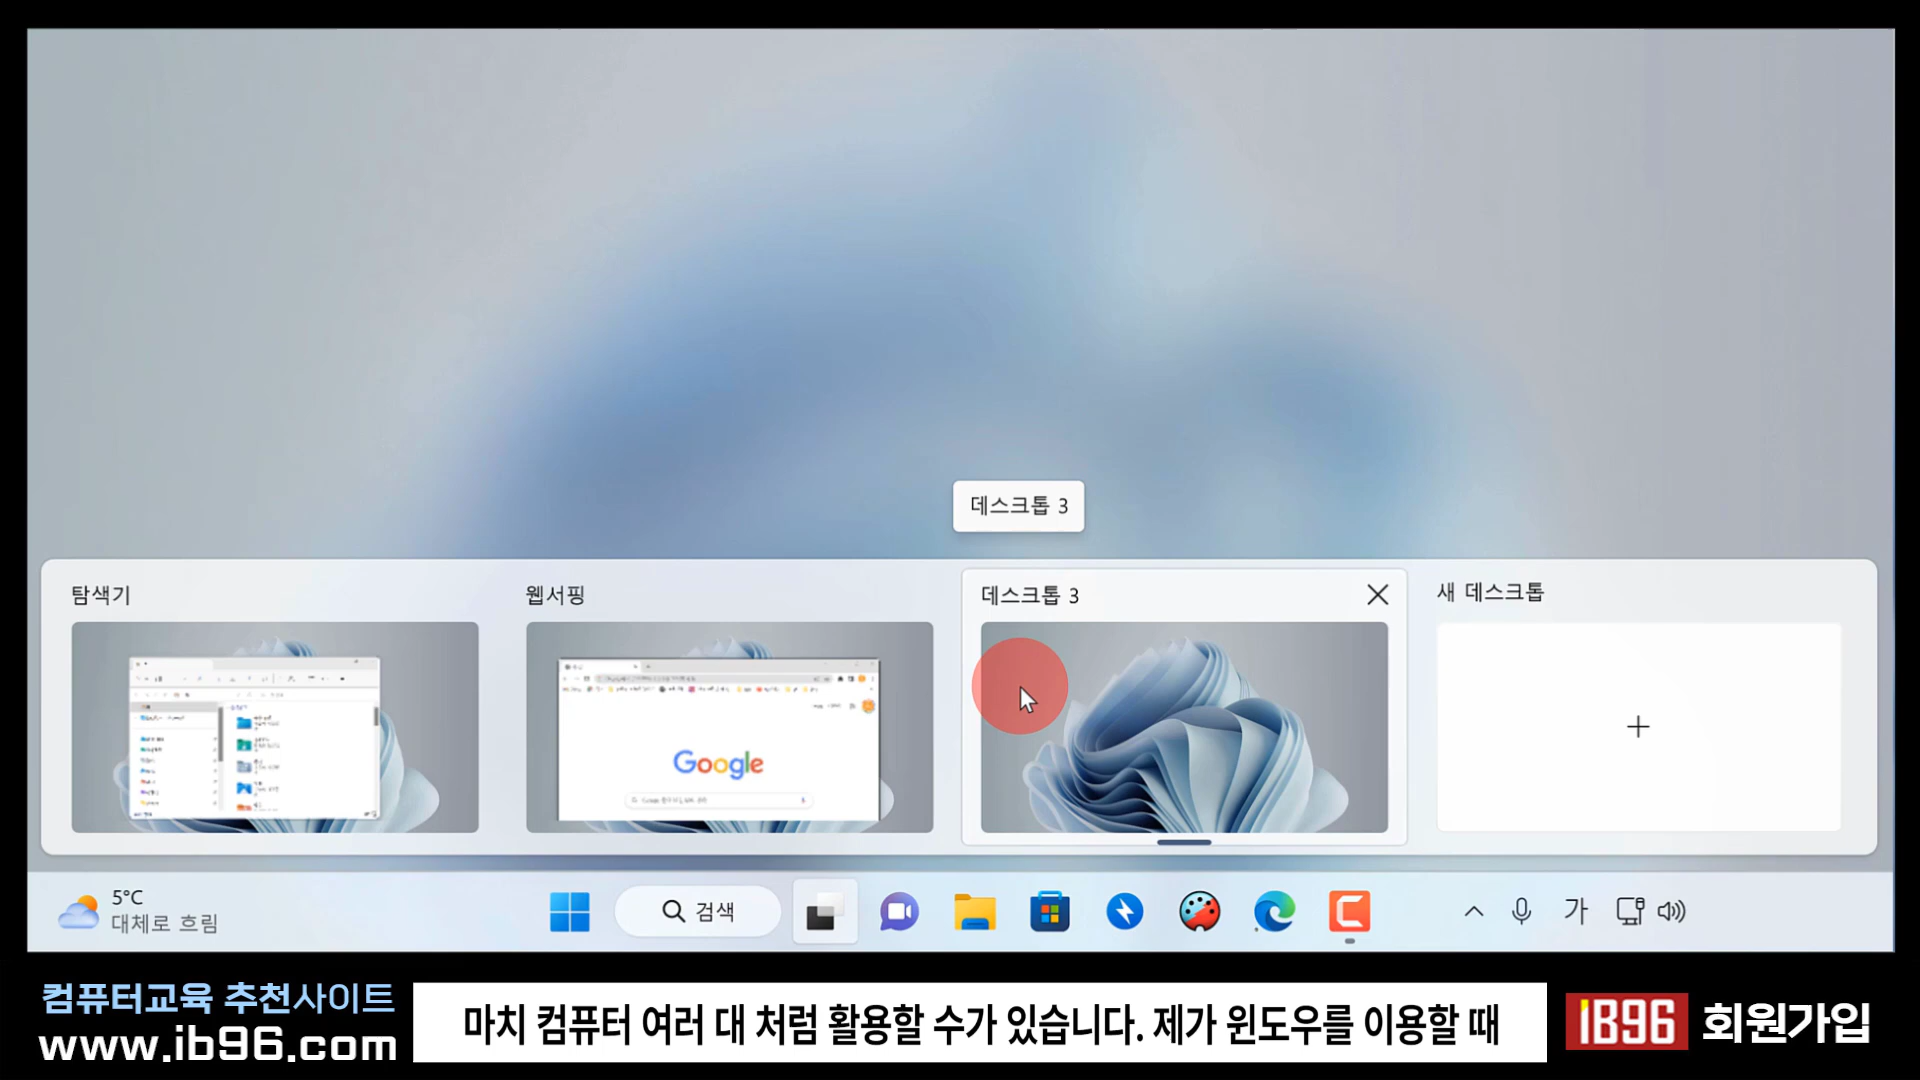 데스크톱 3
탐색기
웹서핑
데스크톱 3
새 데스크톱
Google
5°C
대체로 흐림
검색
가
컴퓨터교육 추천사이트
www.ib96.com
마치 컴퓨터 여러 대 처럼 활용할 수가 있습니다. 제가 윈도우를 이용할 때
IB96 회원가입